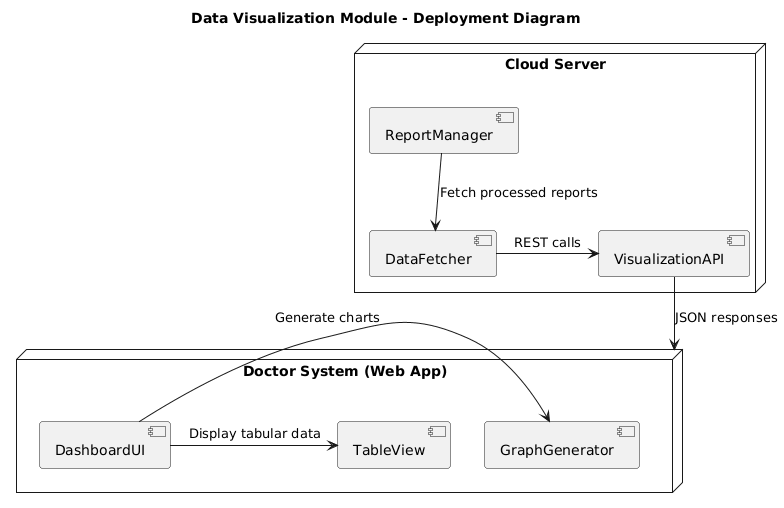 Data Visualization Module - Deployment Diagram
Cloud Server
ReportManager
Fetch processed reports
DataFetcher
REST calls
VisualizationAPI
JSON responses
Generate charts
Doctor System (Web App)
DashboardUI
Display tabular data
TableView
GraphGenerator